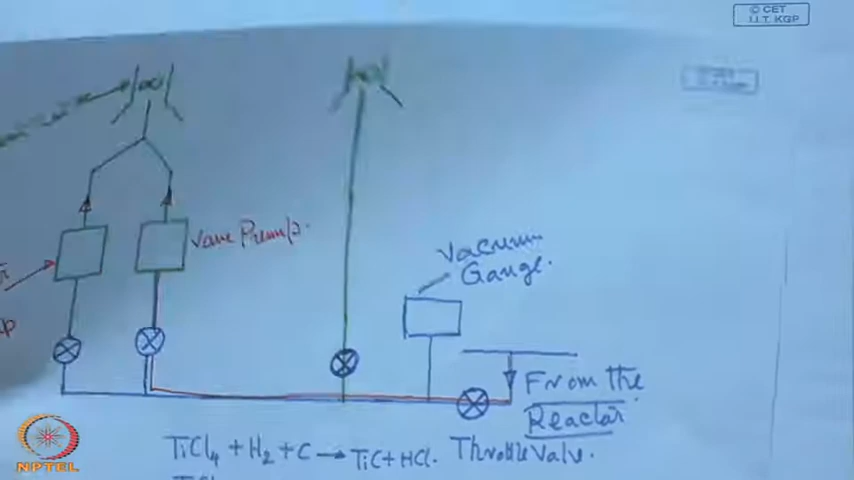 © CET
I.I.T. KGP
Vane Pump.
Vacuum
Gauge.
From the
Reactor
TiCl4 + H2 + C → TiC + HCl.
Throttle Valve.
NPTEL